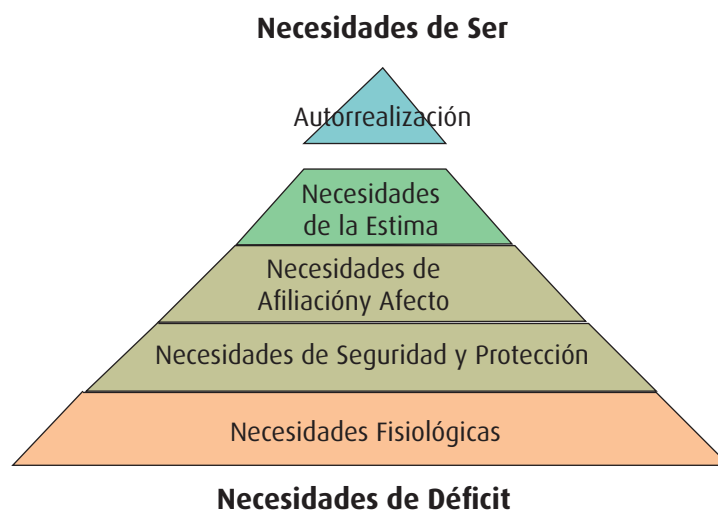 Necesidades de Ser
Autorrealización
Necesidades
de la Estima
Necesidades de
Afiliacióny Afecto
Necesidades de Seguridad y Protección
Necesidades Fisiológicas
Necesidades de Déficit